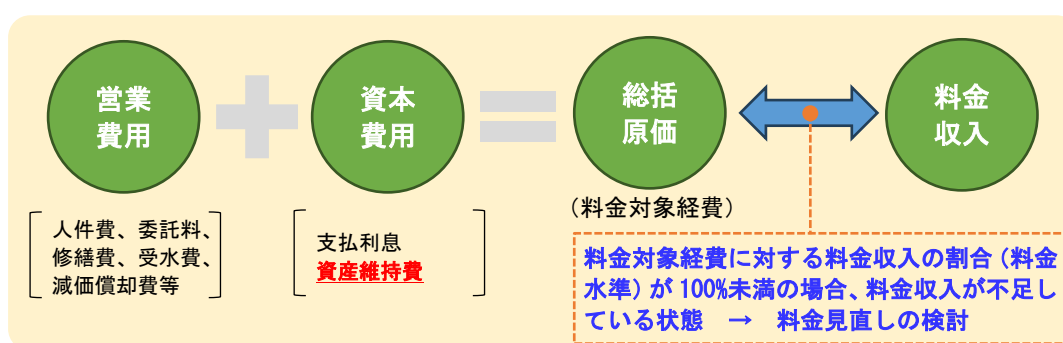 営業
費用
資本
費用
総括
原価
料金
収入
人件費、委託料、
修繕費、受水費、
減価償却費等
支払利息
資産維持費
（料金対象経費）
料金対象経費に対する料金収入の割合（料金
水準）が 100%未満の場合、料金収入が不足し
ている状態　→　料金見直しの検討